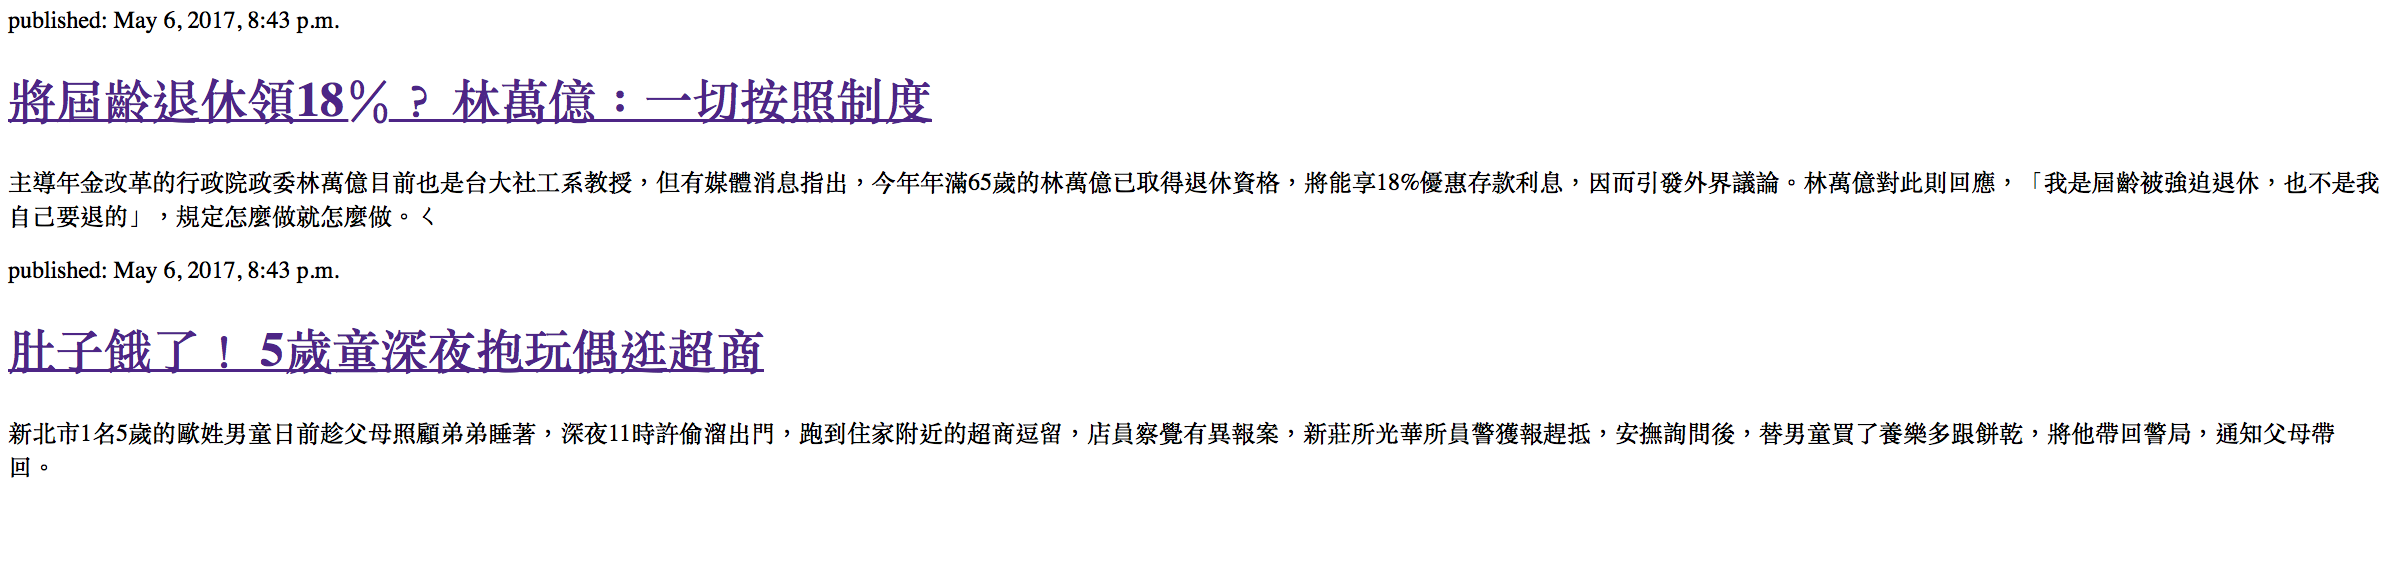 published: May 6, 2017, 8:43 p.m.
將屆齡退休領18％？ 林萬億：一切按照制度
主導年金改革的行政院政委林萬億目前也是台大社工系教授，但有媒體消息指出，今年年滿65歲的林萬億已取得退休資格，將能享18%優惠存款利息，因而引發外界議論。林萬億對此則回應，「我是屆齡被強迫退休，也不是我
自己要退的」，規定怎麼做就怎麼做。ㄑ
published: May 6, 2017, 8:43 p.m.
肚子餓了！ 5歲童深夜抱玩偶逛超商
新北市1名5歲的歐姓男童日前趁父母照顧弟弟睡著，深夜11時許偷溜出門，跑到住家附近的超商逗留，店員察覺有異報案，新莊所光華所員警獲報趕抵，安撫詢問後，替男童買了養樂多跟餅乾，將他帶回警局，通知父母帶
回。